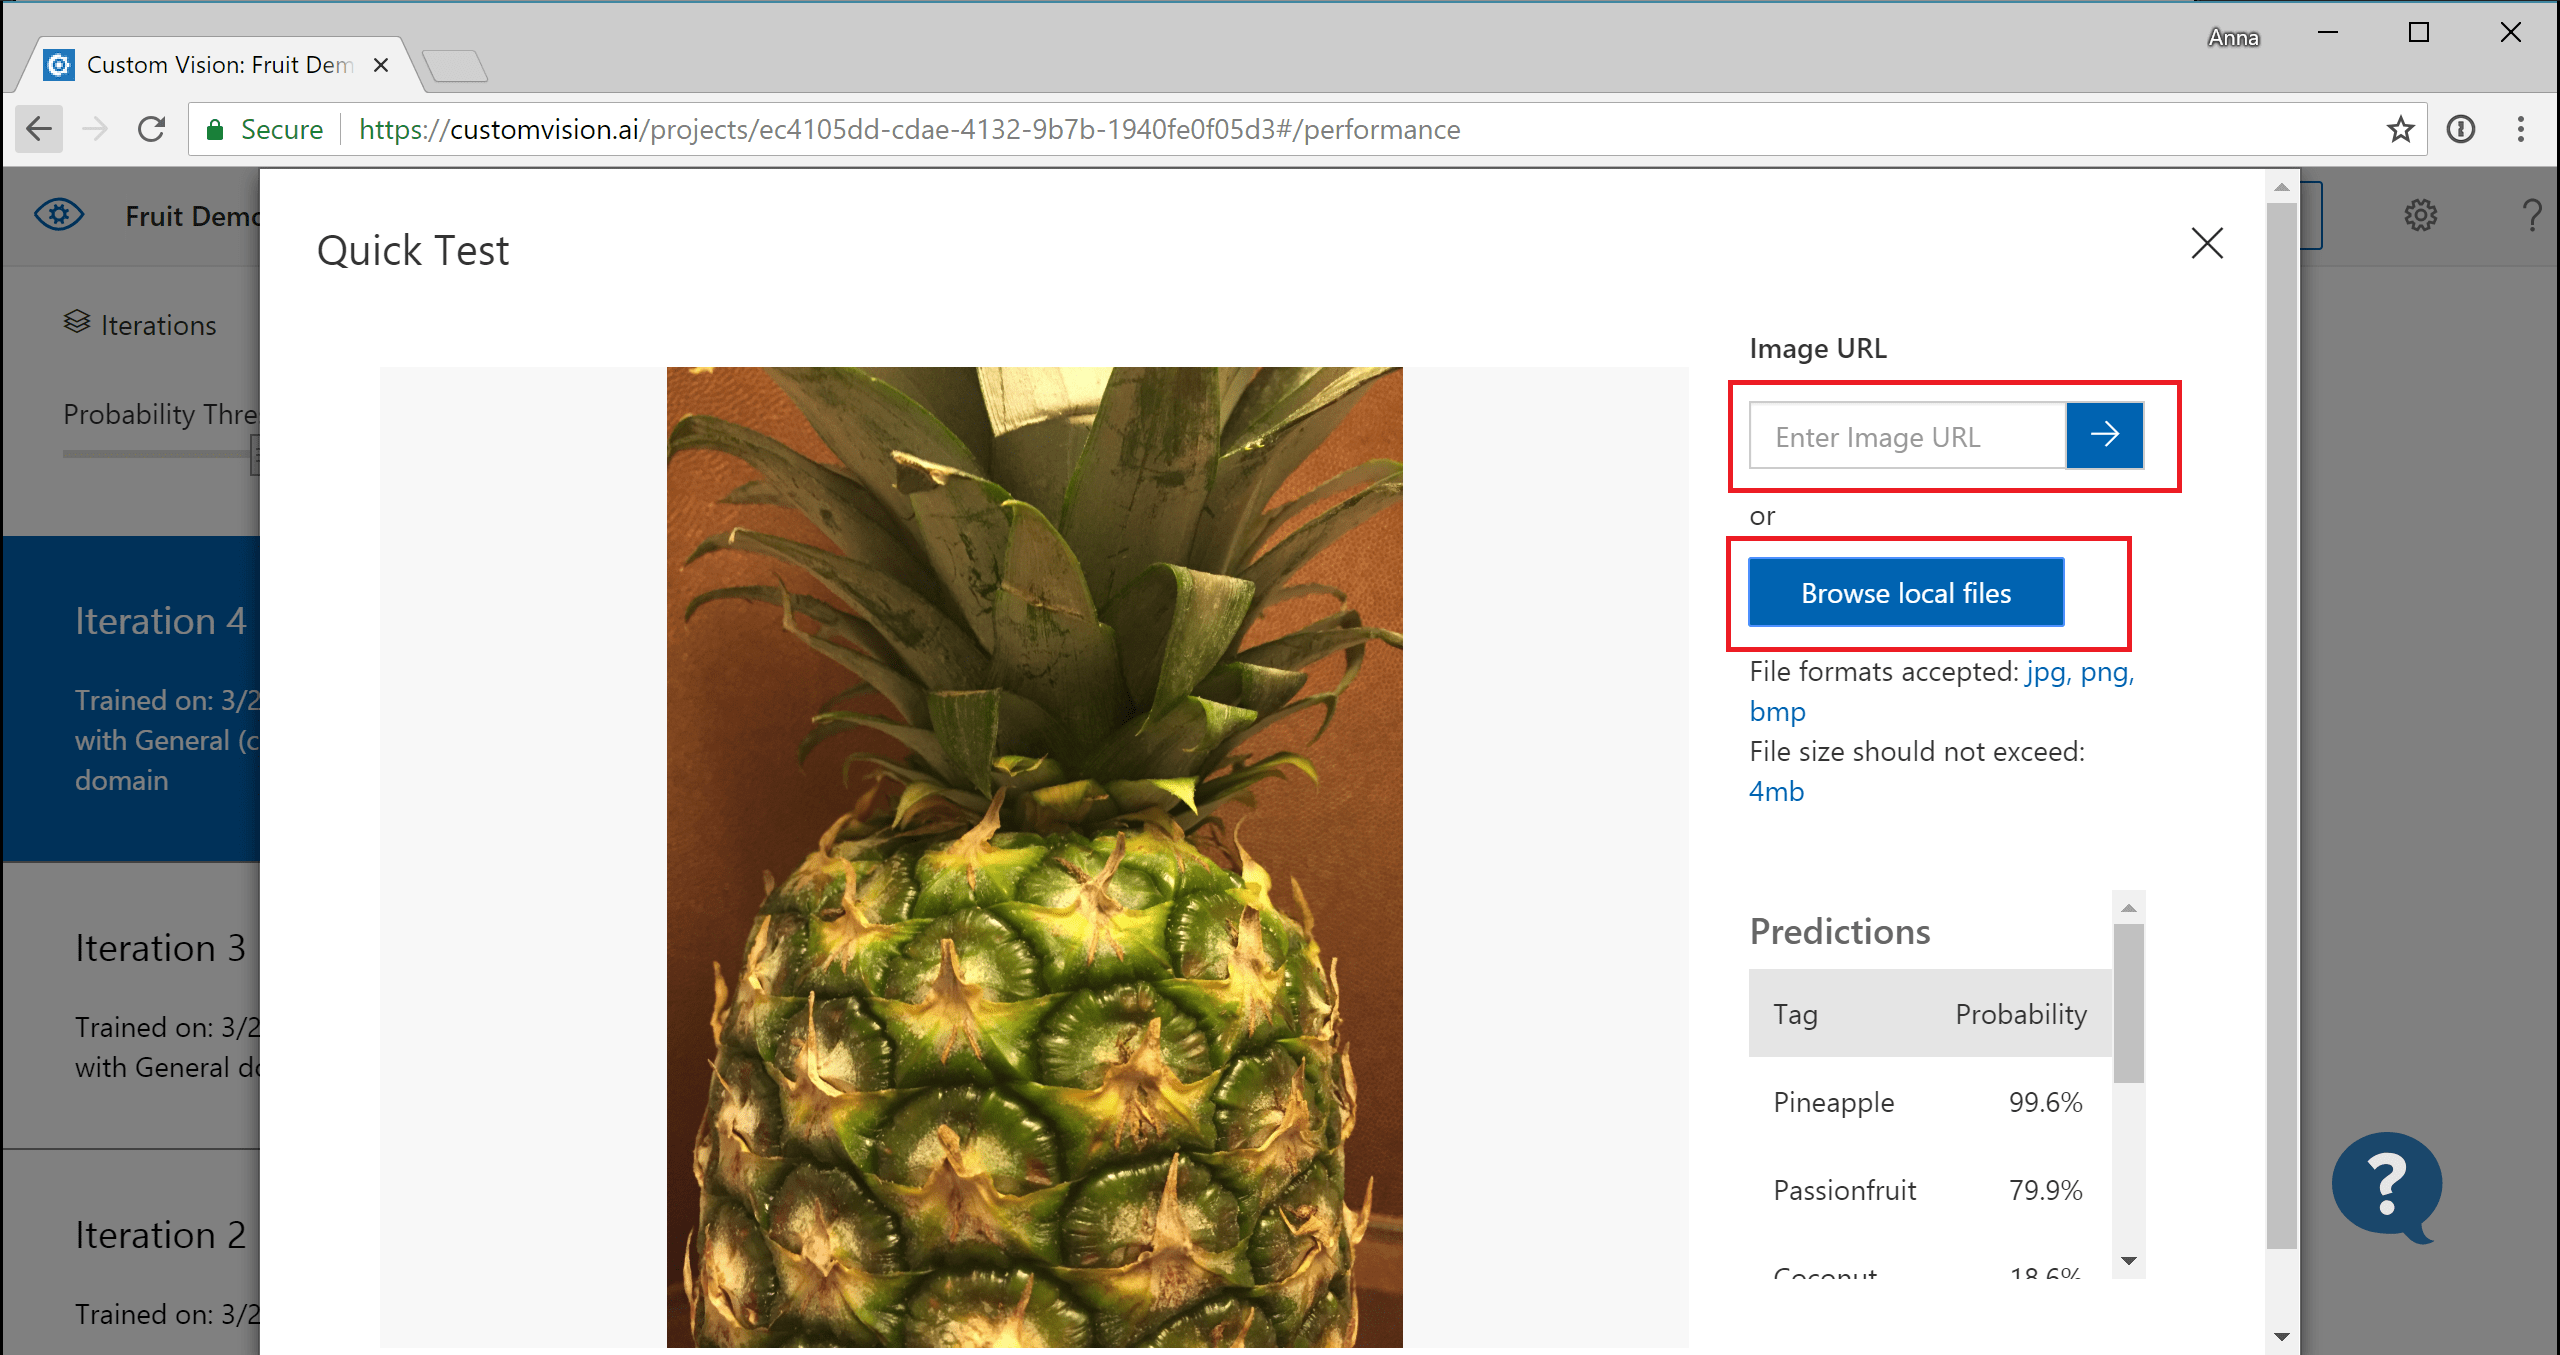 Anna
Custom Vision: Fruit Dem
Secure
https://customvision.ai/projects/ec4105dd-cdae-4132-9b7b-1940fe0f05d3#/performance
Fruit Demo
Quick Test
Iterations
Probability Thre
Iteration 4
Trained on: 3/2
with General (c
domain
Iteration 3
Trained on: 3/2
with General do
Iteration 2
Trained on: 3/2
Image URL
Enter Image URL
or
Browse local files
File formats accepted: jpg, png,
bmp
File size should not exceed:
4mb
Predictions
Tag Probability
Pineapple 99.6%
Passionfruit 79.9%
Coconut 18.6%
?
?